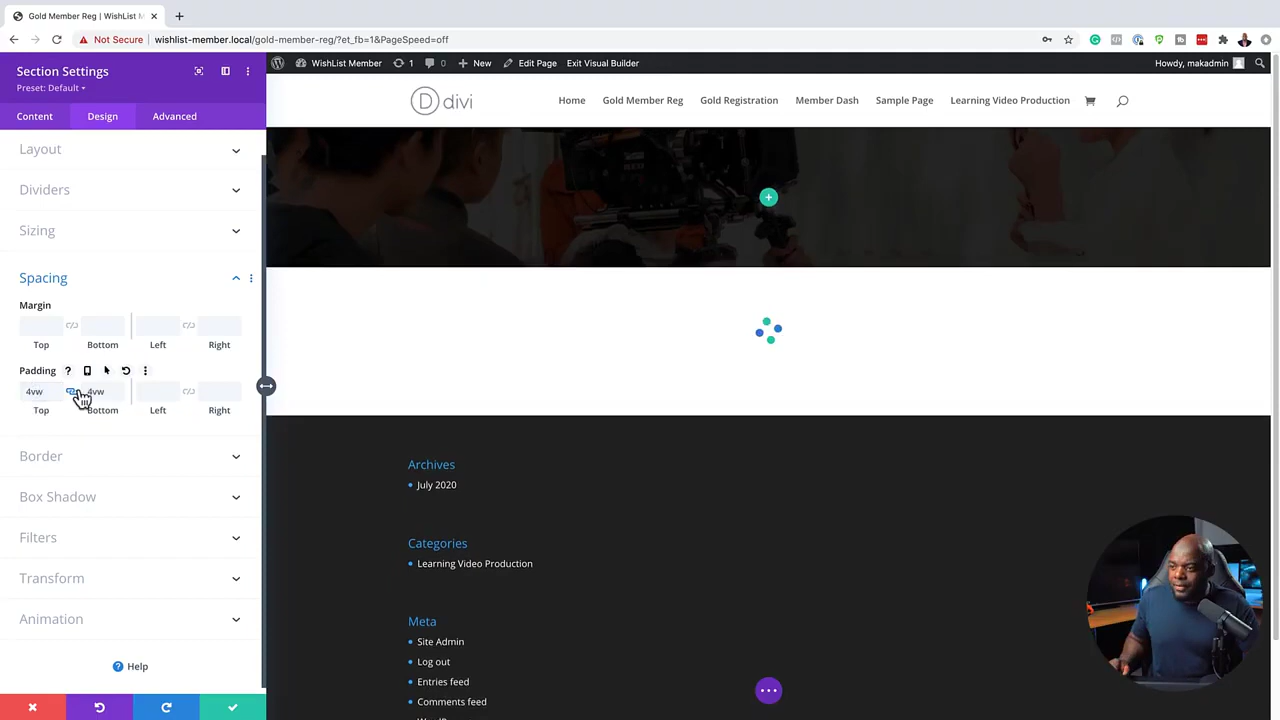 Gold Member Reg | WishList M
Not Secure wishlist-member.local/gold-member-reg/?et_fb=1&PageSpeed=off
Section Settings
Preset: Default
Content Design Advanced
Layout
Dividers
Sizing
Spacing
Margin
Top Bottom Left Right
Padding
4vw 4vw
Top Bottom Left Right
Border
Box Shadow
Filters
Transform
Animation
Help
WishList Member 1 0 New Edit Page Exit Visual Builder Howdy, makadmin
D divi
Home Gold Member Reg Gold Registration Member Dash Sample Page Learning Video Production
Archives
July 2020
Categories
Learning Video Production
Meta
Site Admin
Log out
Entries feed
Comments feed